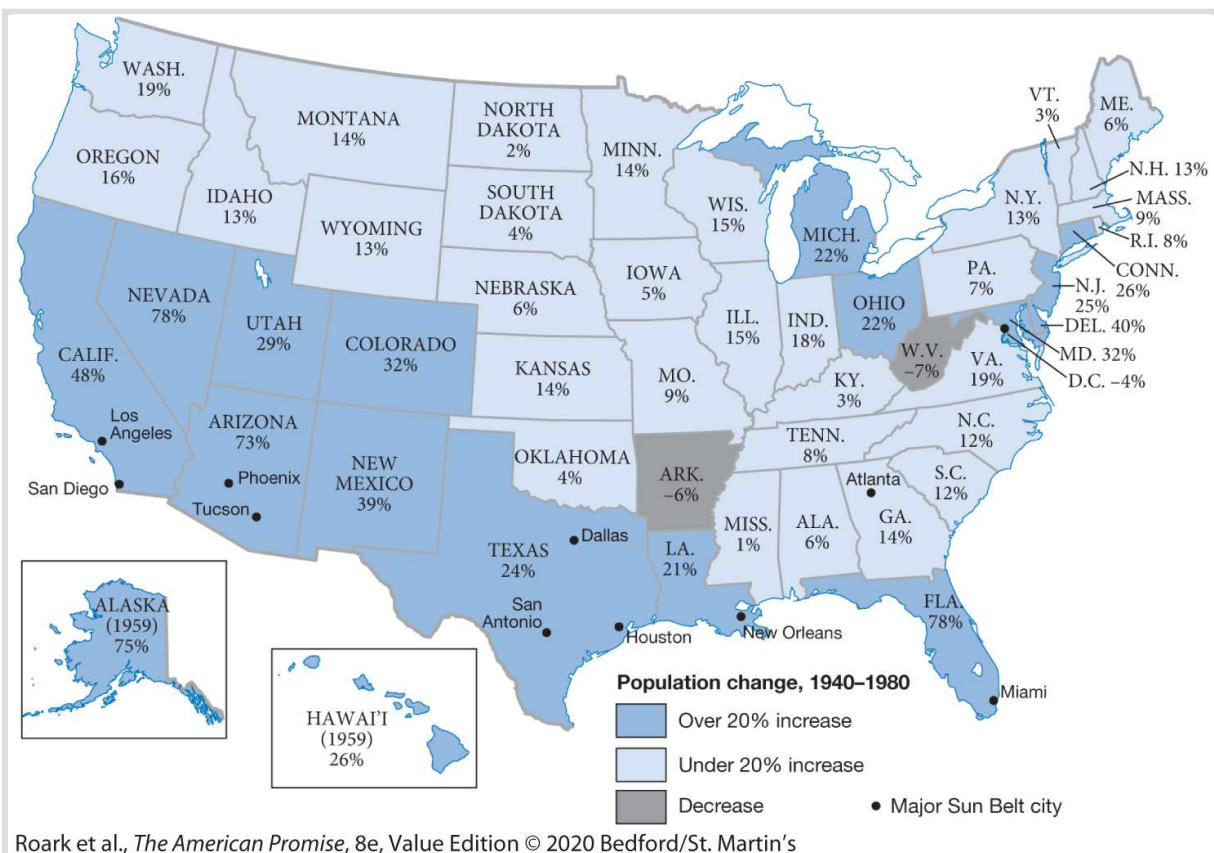 WASH.
19%
OREGON
16%
IDAHO
13%
MONTANA
14%
WYOMING
13%
NORTH
DAKOTA
2%
SOUTH
DAKOTA
4%
NEBRASKA
6%
KANSAS
14%
MINN.
14%
IOWA
5%
MO.
9%
WIS.
15%
ILL.
15%
MICH.
22%
IND.
18%
OHIO
22%
KY.
3%
TENN.
8%
W.V.
–7%
VA.
19%
PA.
7%
N.Y.
13%
VT.
3%
ME.
6%
N.H. 13%
MASS.
9%
R.I. 8%
CONN.
26%
N.J.
25%
DEL. 40%
MD. 32%
D.C. –4%
N.C.
12%
S.C.
12%
Atlanta
GA.
14%
ALA.
6%
MISS.
1%
ARK.
–6%
LA.
21%
New Orleans
FLA.
78%
Miami
CALIF.
48%
NEVADA
78%
UTAH
29%
COLORADO
32%
ARIZONA
73%
NEW
MEXICO
39%
OKLAHOMA
4%
TEXAS
24%
Los
Angeles
San Diego
Phoenix
Tucson
Dallas
San
Antonio
Houston
ALASKA
(1959)
75%
HAWAI'I
(1959)
26%
Population change, 1940–1980
Over 20% increase
Under 20% increase
Decrease
Major Sun Belt city
Roark et al., The American Promise, 8e, Value Edition © 2020 Bedford/St. Martin's